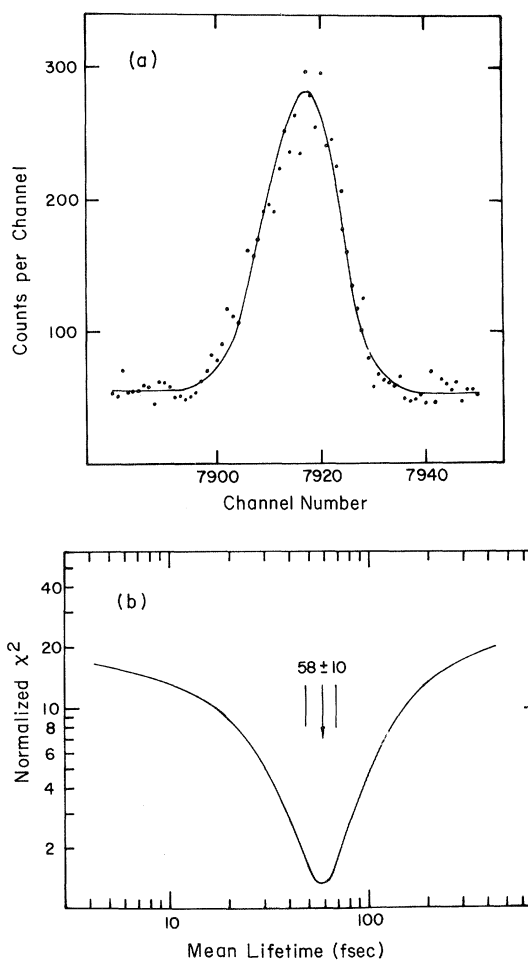 (a)
300
200
100
Counts per Channel
7900 7920 7940
Channel Number
(b)
58 ± 10
40
20
10
8
6
4
2
Normalized χ²
10 100
Mean Lifetime (fsec)